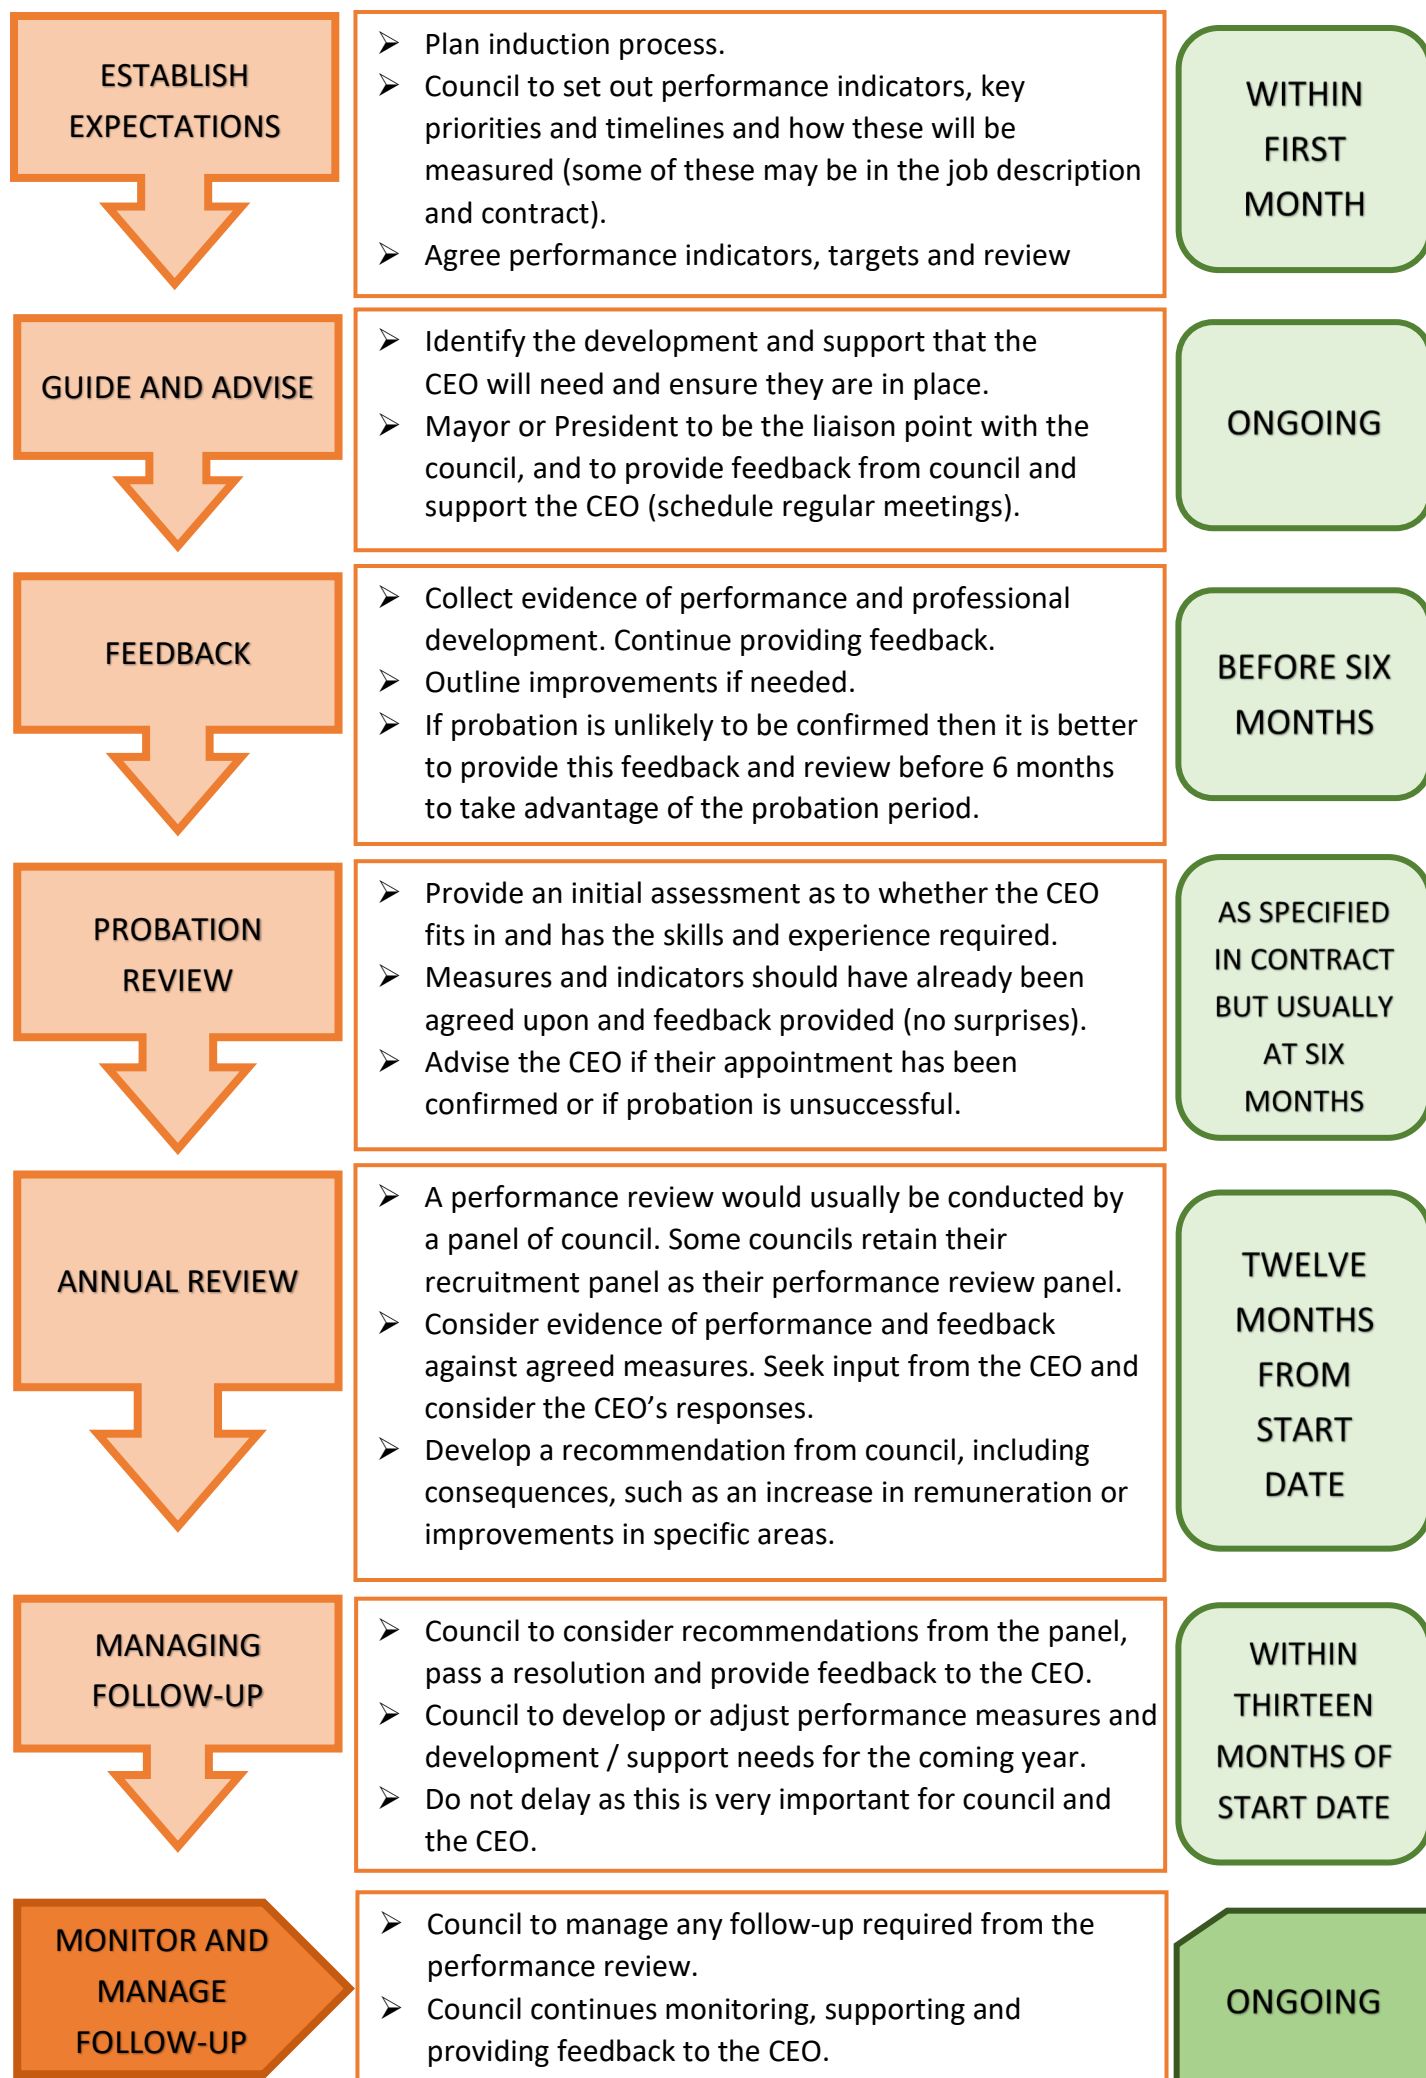 ESTABLISH
EXPECTATIONS
➢ Plan induction process.
➢ Council to set out performance indicators, key
priorities and timelines and how these will be
measured (some of these may be in the job description
and contract).
➢ Agree performance indicators, targets and review
WITHIN
FIRST
MONTH
GUIDE AND ADVISE
➢ Identify the development and support that the
CEO will need and ensure they are in place.
➢ Mayor or President to be the liaison point with the
council, and to provide feedback from council and
support the CEO (schedule regular meetings).
ONGOING
FEEDBACK
➢ Collect evidence of performance and professional
development. Continue providing feedback.
➢ Outline improvements if needed.
➢ If probation is unlikely to be confirmed then it is better
to provide this feedback and review before 6 months
to take advantage of the probation period.
BEFORE SIX
MONTHS
PROBATION
REVIEW
➢ Provide an initial assessment as to whether the CEO
fits in and has the skills and experience required.
➢ Measures and indicators should have already been
agreed upon and feedback provided (no surprises).
➢ Advise the CEO if their appointment has been
confirmed or if probation is unsuccessful.
AS SPECIFIED
IN CONTRACT
BUT USUALLY
AT SIX
MONTHS
ANNUAL REVIEW
➢ A performance review would usually be conducted by
a panel of council. Some councils retain their
recruitment panel as their performance review panel.
➢ Consider evidence of performance and feedback
against agreed measures. Seek input from the CEO and
consider the CEO’s responses.
➢ Develop a recommendation from council, including
consequences, such as an increase in remuneration or
improvements in specific areas.
TWELVE
MONTHS
FROM
START
DATE
MANAGING
FOLLOW-UP
➢ Council to consider recommendations from the panel,
pass a resolution and provide feedback to the CEO.
➢ Council to develop or adjust performance measures and
development / support needs for the coming year.
➢ Do not delay as this is very important for council and
the CEO.
WITHIN
THIRTEEN
MONTHS OF
START DATE
MONITOR AND
MANAGE
FOLLOW-UP
➢ Council to manage any follow-up required from the
performance review.
➢ Council continues monitoring, supporting and
providing feedback to the CEO.
ONGOING